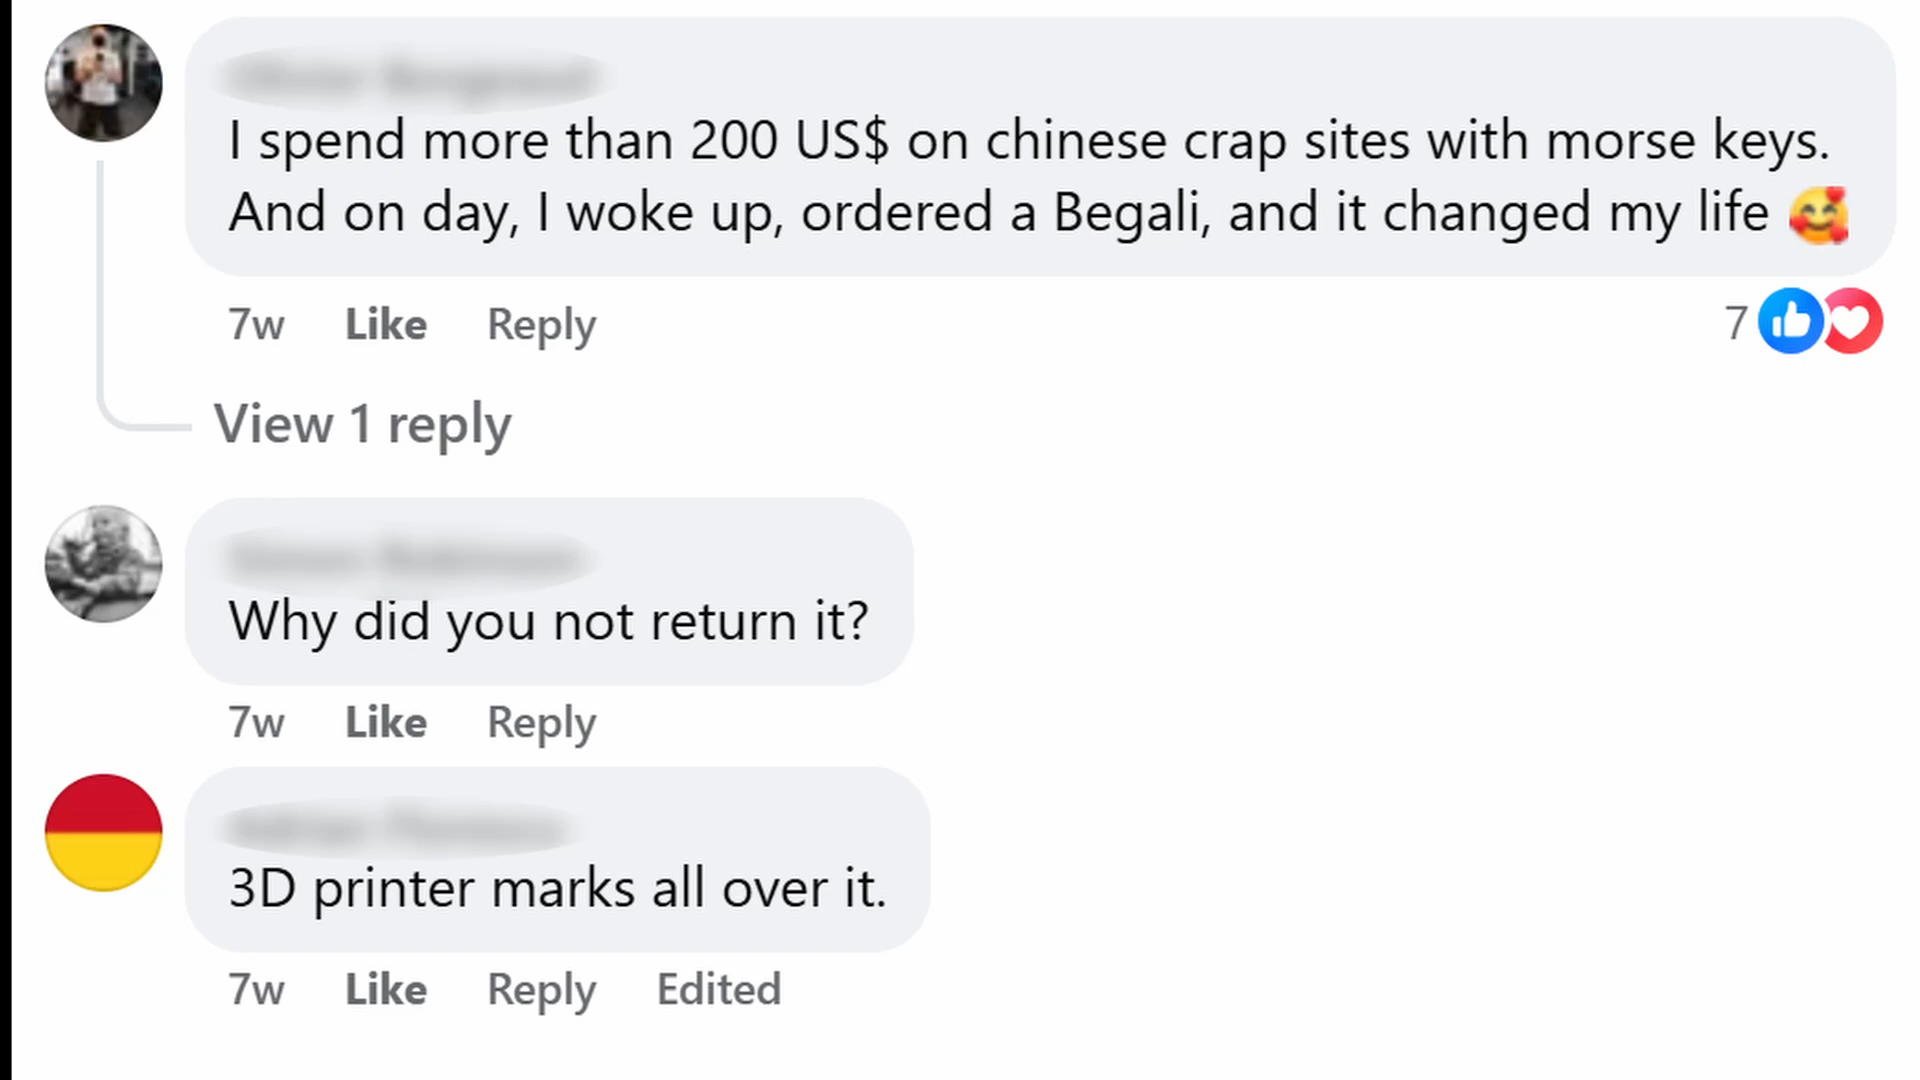 I spend more than 200 US$ on chinese crap sites with morse keys.
And on day, I woke up, ordered a Begali, and it changed my life 🥰
7w Like Reply 7
View 1 reply
Why did you not return it?
7w Like Reply
3D printer marks all over it.
7w Like Reply Edited